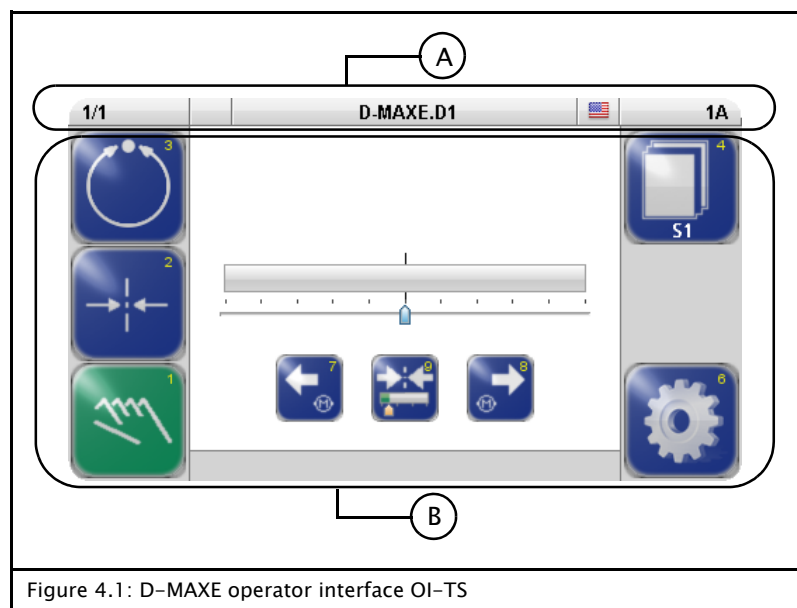 A
1/1 D-MAXE.D1 1A
3 4
S1
2
7 9 8
1 6
B
Figure 4.1: D-MAXE operator interface OI-TS